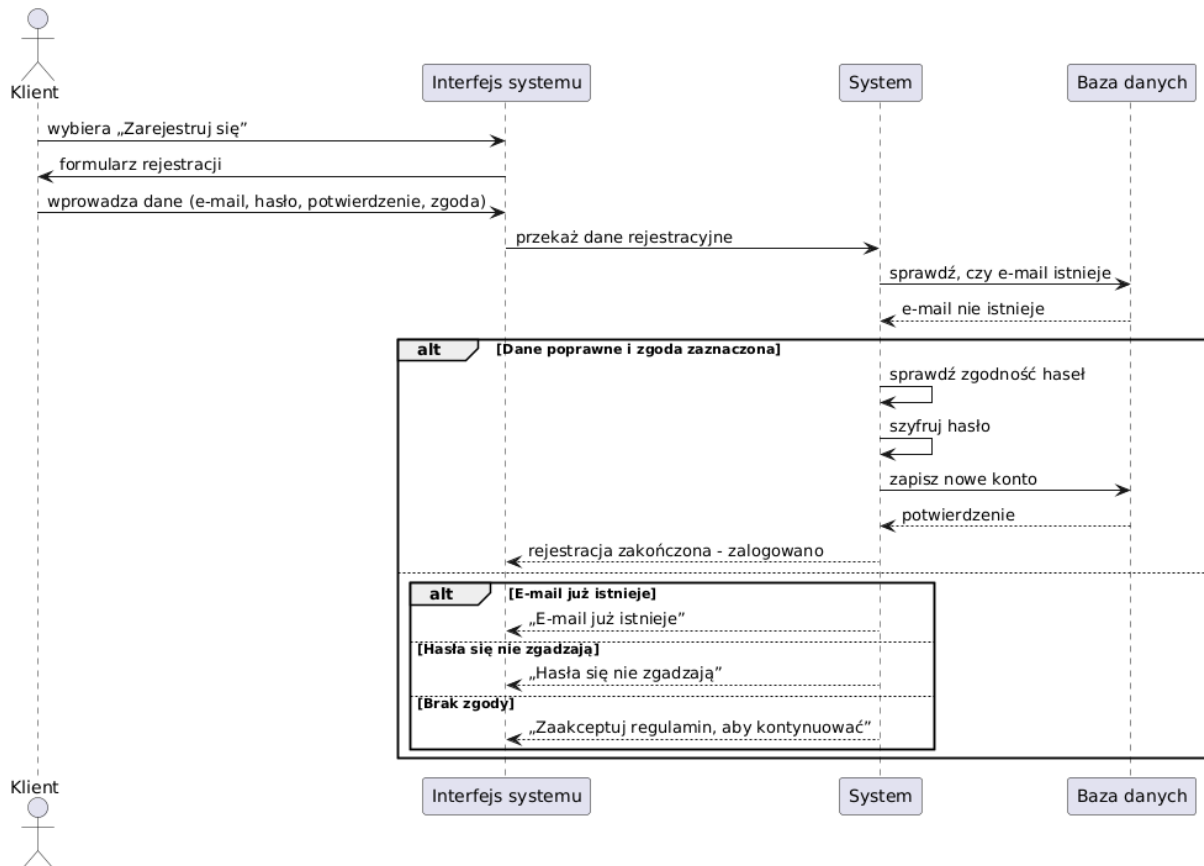 Klient
Interfejs systemu
System
Baza danych
wybiera „Zarejestruj się”
formularz rejestracji
wprowadza dane (e-mail, hasło, potwierdzenie, zgoda)
przekaż dane rejestracyjne
sprawdź, czy e-mail istnieje
e-mail nie istnieje
alt [Dane poprawne i zgoda zaznaczona]
sprawdź zgodność haseł
szyfruj hasło
zapisz nowe konto
potwierdzenie
rejestracja zakończona - zalogowano
alt [E-mail już istnieje]
„E-mail już istnieje”
[Hasła się nie zgadzają]
„Hasła się nie zgadzają”
[Brak zgody]
„Zaakceptuj regulamin, aby kontynuować”
Klient
Interfejs systemu
System
Baza danych